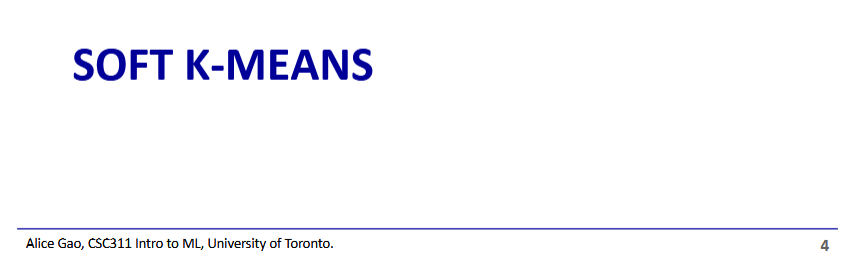 SOFT K-MEANS
Alice Gao, CSC311 Intro to ML, University of Toronto.
4